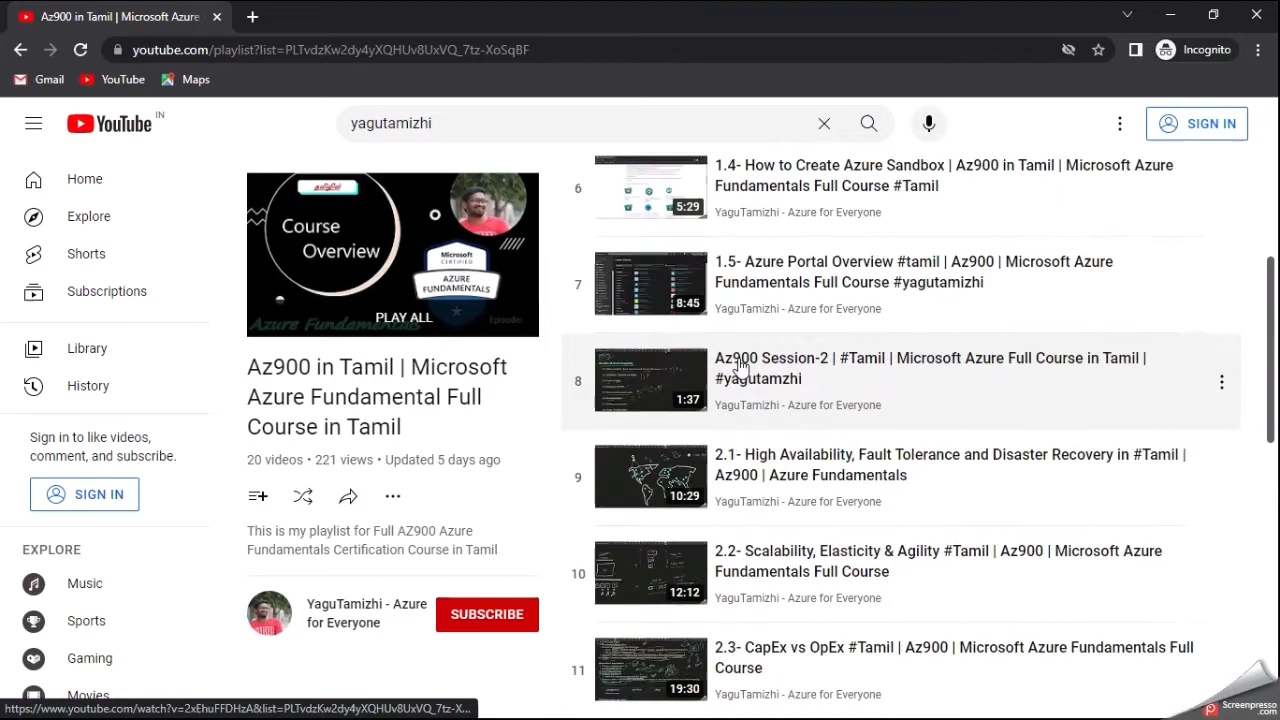 Az900 in Tamil | Microsoft Azure
youtube.com/playlist?list=PLTvdzKw2dy4yXQHUv8UxVQ_7tz-XoSqBF
Incognito
Gmail
YouTube
Maps
YouTube IN
yagutamizhi
SIGN IN
Home
Explore
Shorts
Subscriptions
Library
History
Sign in to like videos,
comment, and subscribe.
SIGN IN
EXPLORE
Music
Sports
Gaming
Movies
தமிழில்
Course
Overview
Microsoft
CERTIFIED
AZURE
FUNDAMENTALS
PLAY ALL
Azure Fundamentals
Episode
Az900 in Tamil | Microsoft
Azure Fundamental Full
Course in Tamil
20 videos • 221 views • Updated 5 days ago
This is my playlist for Full AZ900 Azure
Fundamentals Certification Course in Tamil
YaguTamizhi - Azure
for Everyone
SUBSCRIBE
6
5:29
1.4- How to Create Azure Sandbox | Az900 in Tamil | Microsoft Azure
Fundamentals Full Course #Tamil
YaguTamizhi - Azure for Everyone
7
8:45
1.5- Azure Portal Overview #tamil | Az900 | Microsoft Azure
Fundamentals Full Course #yagutamizhi
YaguTamizhi - Azure for Everyone
8
1:37
Az900 Session-2 | #Tamil | Microsoft Azure Full Course in Tamil |
#yagutamizhi
YaguTamizhi - Azure for Everyone
9
10:29
2.1- High Availability, Fault Tolerance and Disaster Recovery in #Tamil |
Az900 | Azure Fundamentals
YaguTamizhi - Azure for Everyone
10
12:12
2.2- Scalability, Elasticity & Agility #Tamil | Az900 | Microsoft Azure
Fundamentals Full Course
YaguTamizhi - Azure for Everyone
11
19:30
2.3- CapEx vs OpEx #Tamil | Az900 | Microsoft Azure Fundamentals Full
Course
YaguTamizhi - Azure for Everyone
Screenpresso
.com